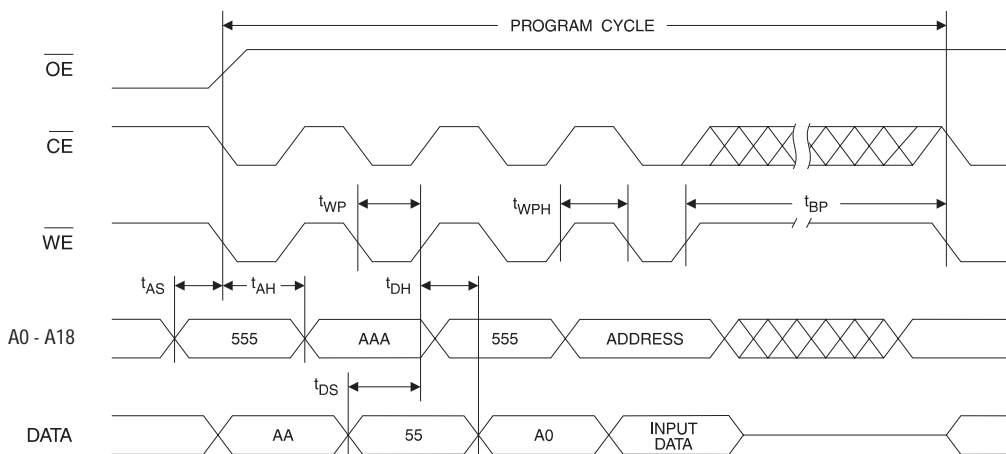 PROGRAM CYCLE
OE
CE
tWP
tWPH
tBP
WE
tAS
tAH
tDH
A0 - A18
555
AAA
555
ADDRESS
tDS
DATA
AA
55
A0
INPUT
DATA